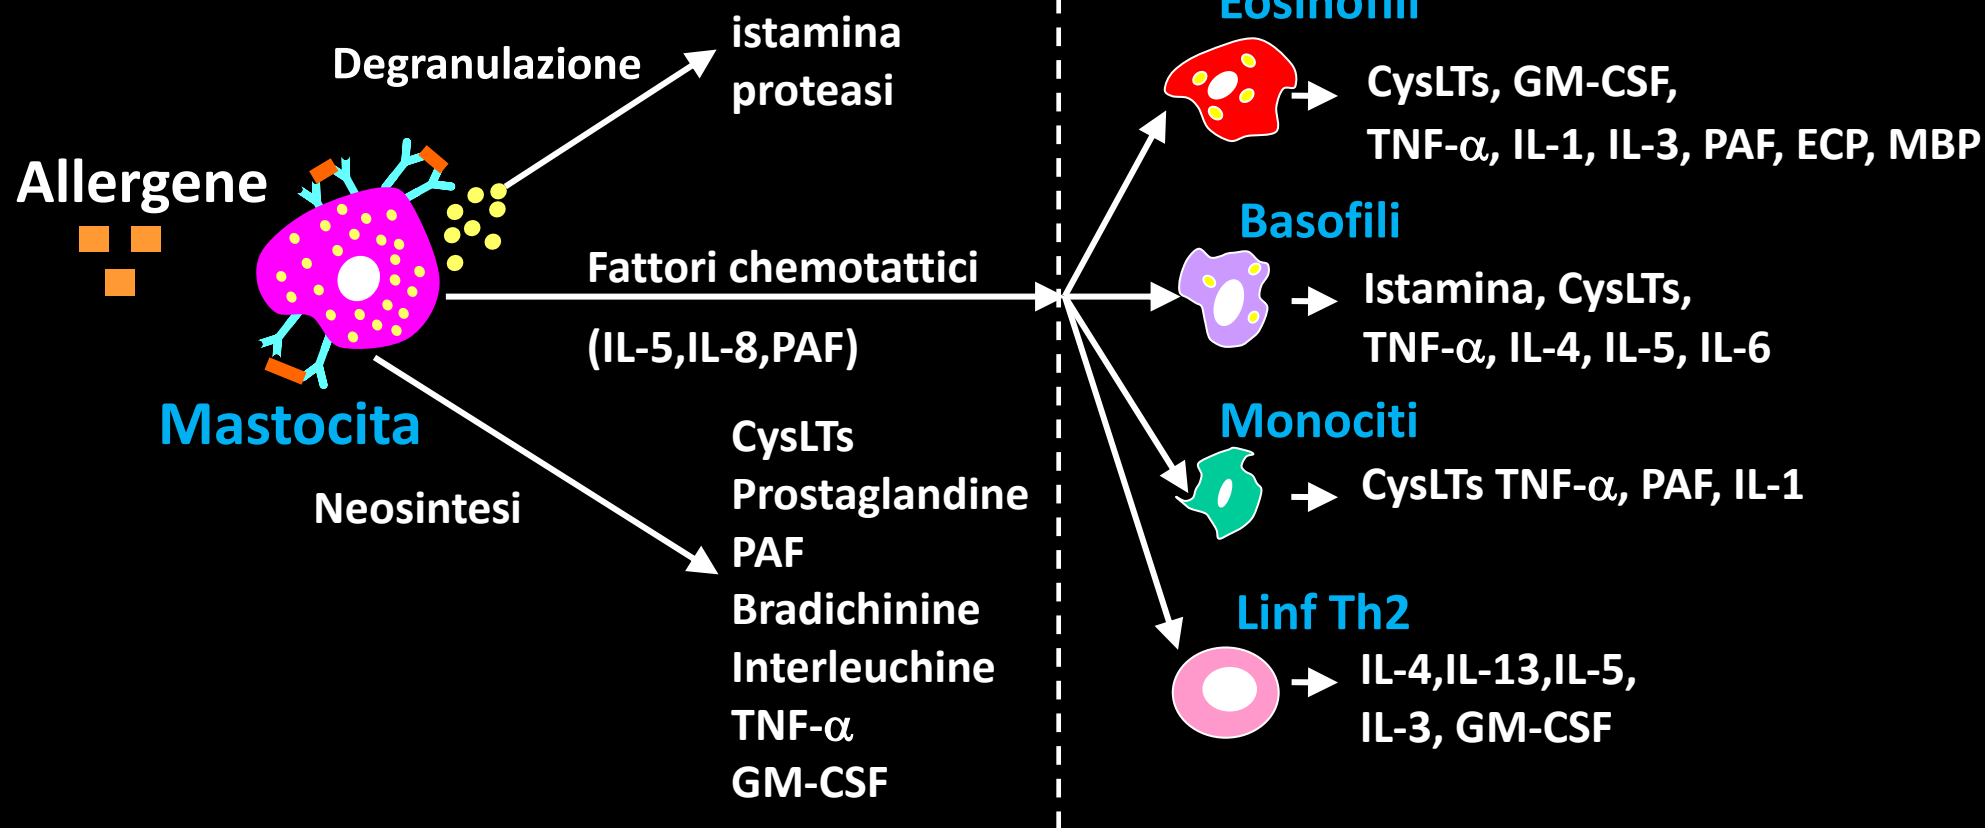 Allergene
Mastocita
Degranulazione
istamina
proteasi
Fattori chemotattici
(IL-5,IL-8,PAF)
Neosintesi
CysLTs
Prostaglandine
PAF
Bradichinine
Interleuchine
TNF-α
GM-CSF
Eosinofili
CysLTs, GM-CSF,
TNF-α, IL-1, IL-3, PAF, ECP, MBP
Basofili
Istamina, CysLTs,
TNF-α, IL-4, IL-5, IL-6
Monociti
CysLTs TNF-α, PAF, IL-1
Linf Th2
IL-4,IL-13,IL-5,
IL-3, GM-CSF